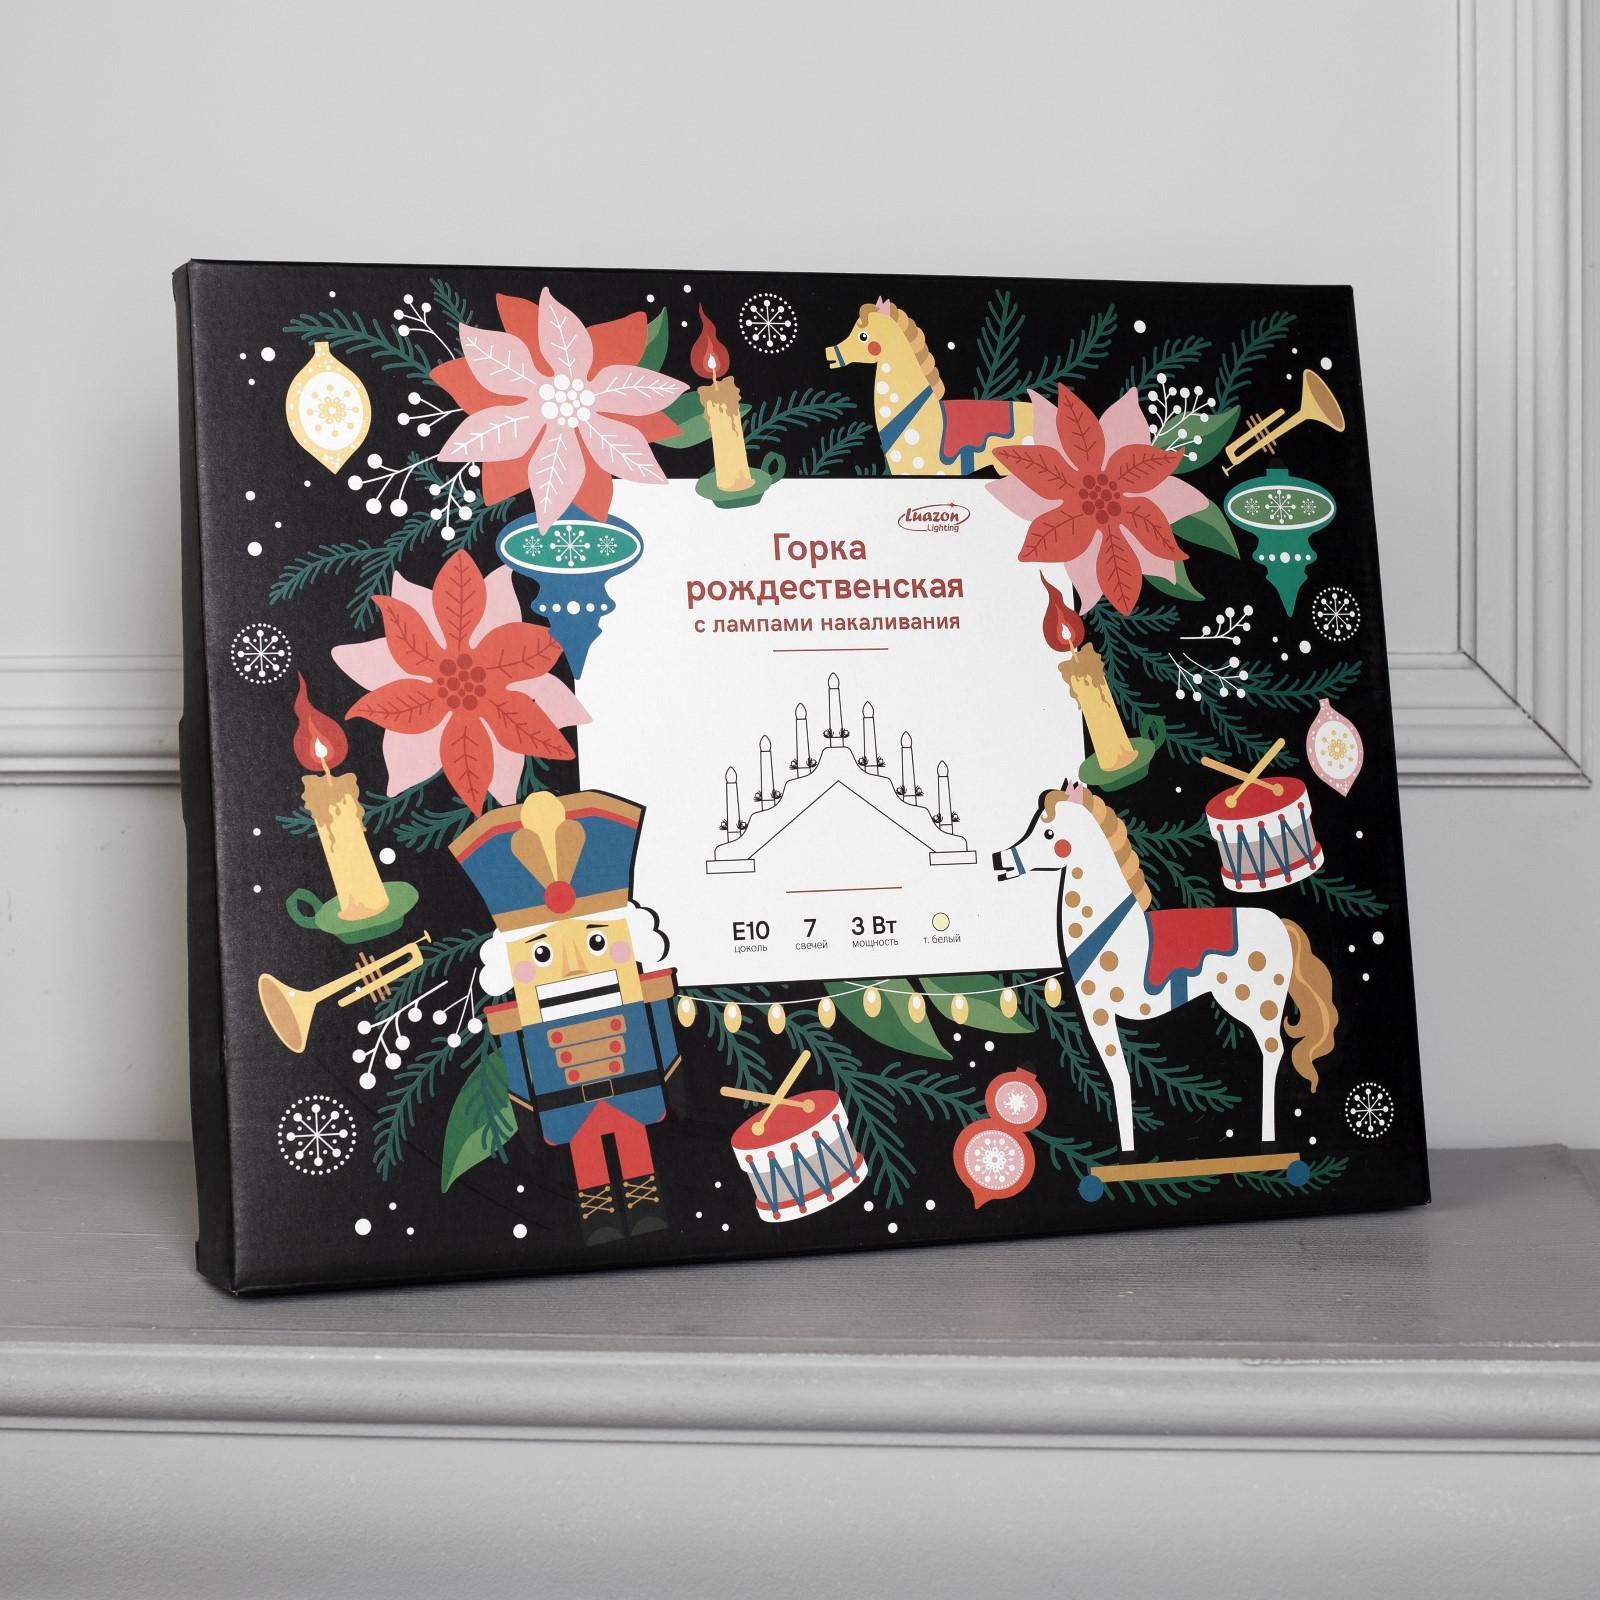 Luazon
Lighting
Горка
рождественская
с лампами накаливания
E10 7 3 Вт
цоколь свечей мощность т. белый